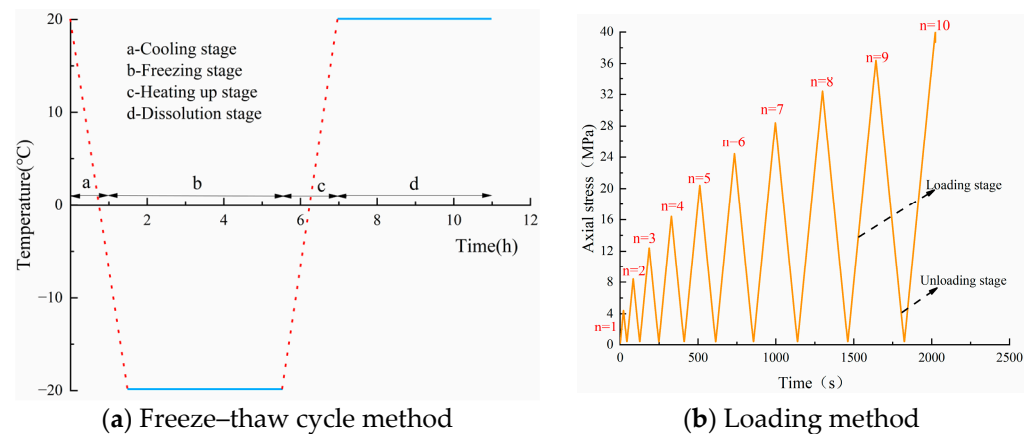 20
10
0
−10
−20
Temperature(℃)
a-Cooling stage
b-Freezing stage
c-Heating up stage
d-Dissolution stage
a
b
c
d
2
4
6
8
10
12
Time(h)
(a) Freeze–thaw cycle method
40
36
32
28
24
20
16
12
8
4
0
Axial stress（MPa）
n=1
n=2
n=3
n=4
n=5
n−6
n=7
n=8
n=9
n=10
Loading stage
Unloading stage
0
500
1000
1500
2000
2500
Time（s）
(b) Loading method